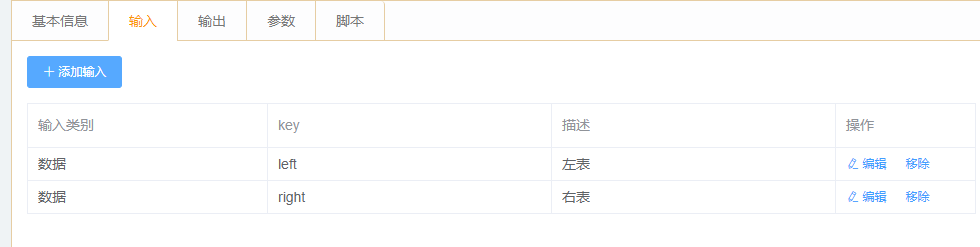 基本信息 输入 输出 参数 脚本
添加输入
输入类别 key 描述 操作
数据 left 左表 编辑 移除
数据 right 右表 编辑 移除